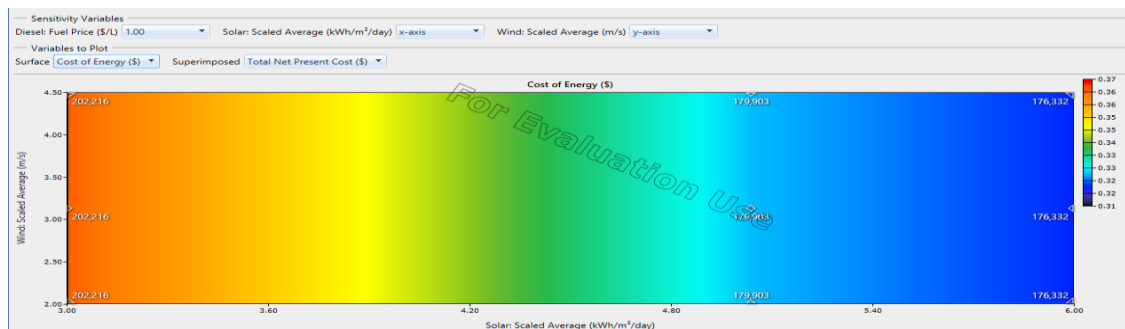 Sensitivity Variables
Diesel: Fuel Price ($/L) 1.00 Solar: Scaled Average (kWh/m²/day) x-axis Wind: Scaled Average (m/s) y-axis
Variables to Plot
Surface Cost of Energy ($) Superimposed Total Net Present Cost ($)
Cost of Energy ($)
4.50
4.00
3.50
3.00
2.50
2.00
Wind: Scaled Average (m/s)
202,216 179,903 176,332
202,216 179,903 176,332
202,216 179,903 176,332
For Evaluation Use
3.00 3.60 4.20 4.80 5.40 6.00
Solar: Scaled Average (kWh/m²/day)
0.37
0.36
0.36
0.35
0.35
0.34
0.33
0.33
0.32
0.32
0.31